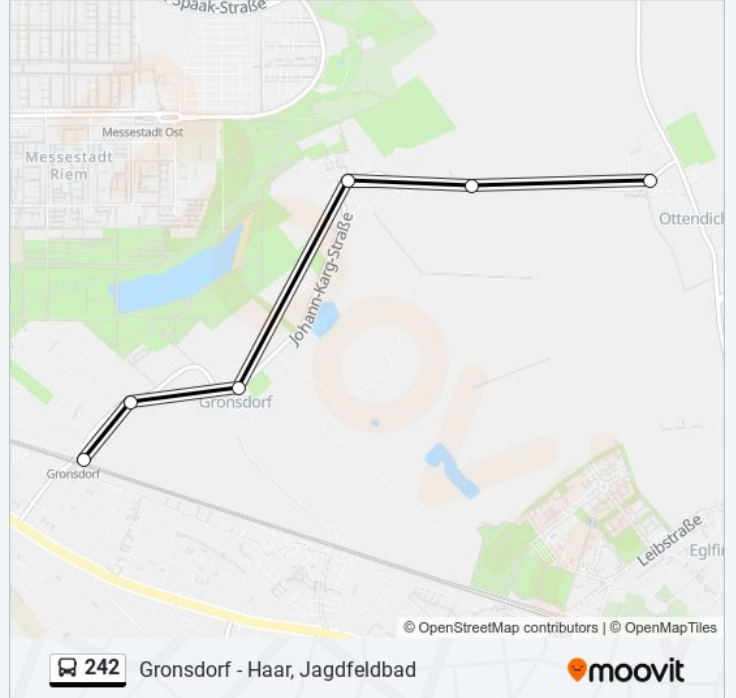 Spaak-Straße
Messestadt Ost
Messestadt
Riem
Ottendich
Johann-Karg-Straße
Gronsdorf
Gronsdorf
Leibstraße
Eglfi
© OpenStreetMap contributors | © OpenMapTiles
242 Gronsdorf - Haar, Jagdfeldbad
moovit